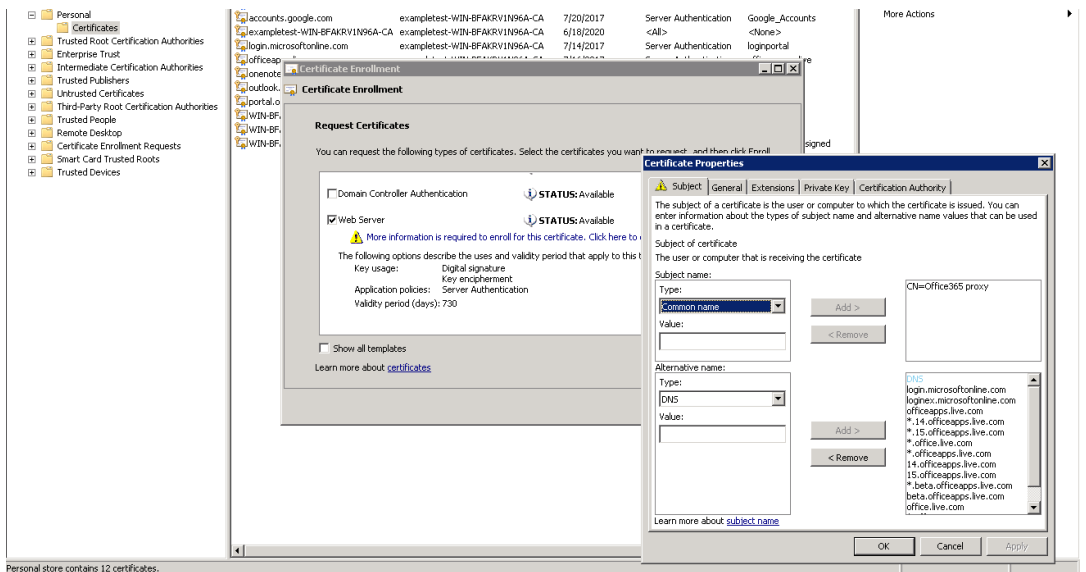 Personal
Certificates
Trusted Root Certification Authorities
Enterprise Trust
Intermediate Certification Authorities
Trusted Publishers
Untrusted Certificates
Third-Party Root Certification Authorities
Trusted People
Remote Desktop
Certificate Enrollment Requests
Smart Card Trusted Roots
Trusted Devices
accounts.google.com exampletest-WIN-BFAKRV1N96A-CA 7/20/2017 Server Authentication Google_Accounts
exampletest-WIN-BFAKRV1N96A-CA exampletest-WIN-BFAKRV1N96A-CA 6/18/2020 <All> <None>
login.microsoftonline.com exampletest-WIN-BFAKRV1N96A-CA 7/14/2017 Server Authentication loginportal
officeap
onenote
outlook.
portal.o
WIN-BF
WIN-BF
WIN-BF
signed
More Actions
Certificate Enrollment
Certificate Enrollment
Request Certificates
You can request the following types of certificates. Select the certificates you want to request, and then click Enroll.
Domain Controller Authentication STATUS: Available
Web Server STATUS: Available
More information is required to enroll for this certificate. Click here to
The following options describe the uses and validity period that apply to this t
Key usage: Digital signature
Key encipherment
Application policies: Server Authentication
Validity period (days): 730
Show all templates
Learn more about certificates
Certificate Properties
Subject General Extensions Private Key Certification Authority
The subject of a certificate is the user or computer to which the certificate is issued. You can
enter information about the types of subject name and alternative name values that can be used
in a certificate.
Subject of certificate
The user or computer that is receiving the certificate
Subject name:
Type:
Common name
Value:
Add >
< Remove
CN=Office365 proxy
Alternative name:
Type:
DNS
Value:
Add >
< Remove
DNS
login.microsoftonline.com
loginex.microsoftonline.com
officeapps.live.com
*.14.officeapps.live.com
*.15.officeapps.live.com
*.office.live.com
*.officeapps.live.com
14.officeapps.live.com
15.officeapps.live.com
*.beta.officeapps.live.com
beta.officeapps.live.com
office.live.com
Learn more about subject name
OK Cancel Apply
Personal store contains 12 certificates.